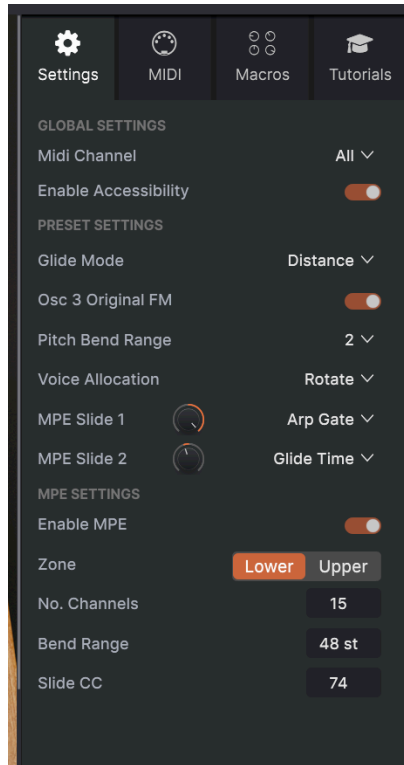 Settings MIDI Macros Tutorials
GLOBAL SETTINGS
Midi Channel All
Enable Accessibility
PRESET SETTINGS
Glide Mode Distance
Osc 3 Original FM
Pitch Bend Range 2
Voice Allocation Rotate
MPE Slide 1 Arp Gate
MPE Slide 2 Glide Time
MPE SETTINGS
Enable MPE
Zone Lower Upper
No. Channels 15
Bend Range 48 st
Slide CC 74